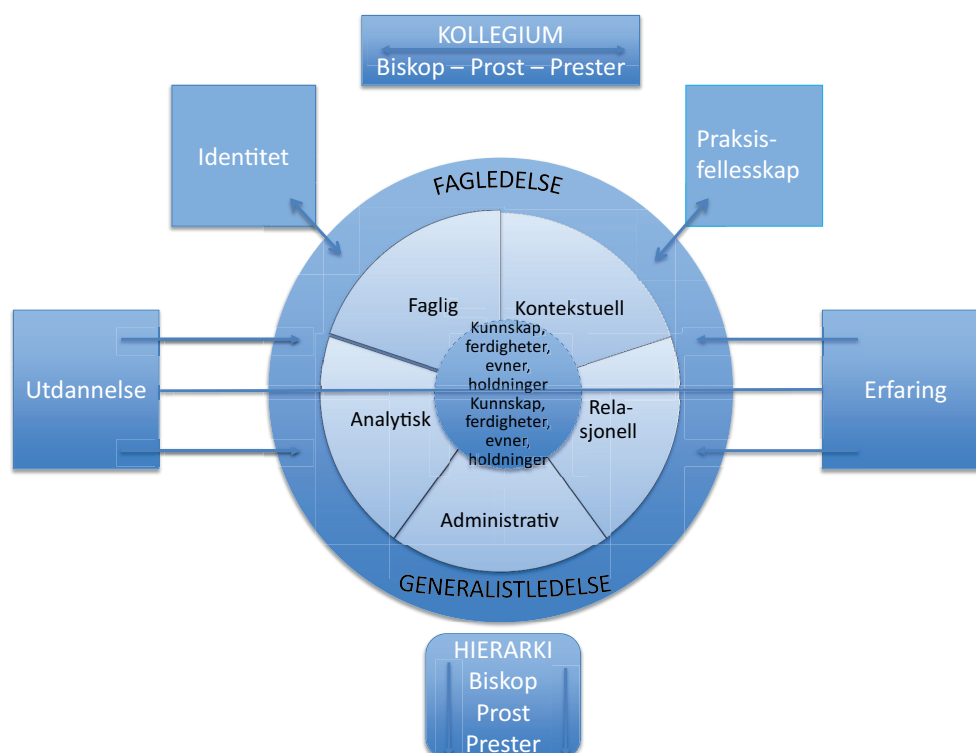 KOLLEGIUM
Biskop – Prost – Prester
Identitet
Praksis-
fellesskap
FAGLEDELSE
Faglig
Kontekstuell
Kunnskap,
ferdigheter,
evner,
holdninger
Utdannelse
Erfaring
Kunnskap,
ferdigheter,
evner,
holdninger
Analytisk
Rela-
sjonell
Administrativ
GENERALISTLEDELSE
HIERARKI
Biskop
Prost
Prester